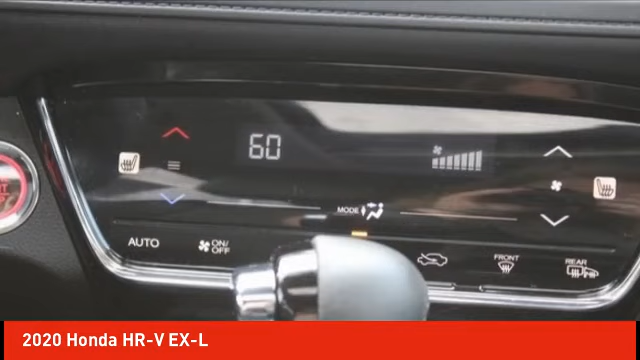 60
MODE
AUTO
ON/
OFF
FRONT
REAR
2020 Honda HR-V EX-L